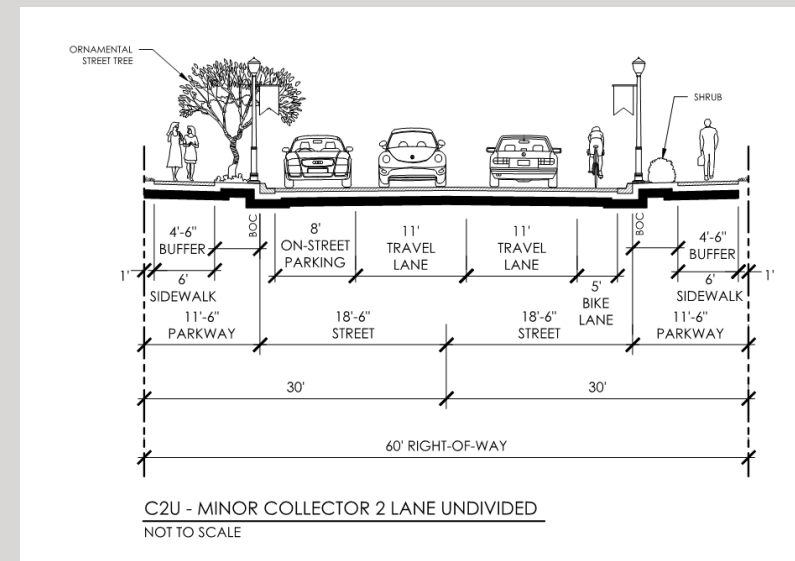 ORNAMENTAL
STREET TREE
SHRUB
BOC
BOC
4'-6"
BUFFER
8'
ON-STREET
PARKING
11'
TRAVEL
LANE
11'
TRAVEL
LANE
4'-6"
BUFFER
1'
6'
SIDEWALK
5'
BIKE
LANE
6'
SIDEWALK
1'
11'-6"
PARKWAY
18'-6"
STREET
18'-6"
STREET
11'-6"
PARKWAY
30'
30'
60' RIGHT-OF-WAY
C2U - MINOR COLLECTOR 2 LANE UNDIVIDED
NOT TO SCALE